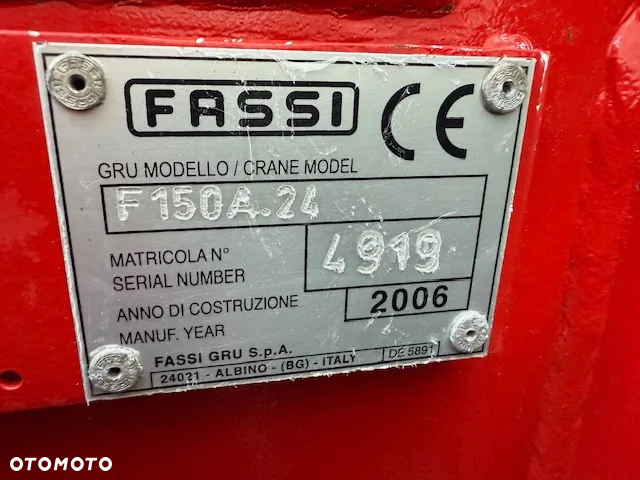 FASSI CE
GRU MODELLO / CRANE MODEL
F150A.24
MATRICOLA N°
SERIAL NUMBER
4919
ANNO DI COSTRUZIONE
MANUF. YEAR
2006
FASSI GRU S.p.A.
24021 - ALBINO - (BG) - ITALY
DE 5891
OTOMOTO